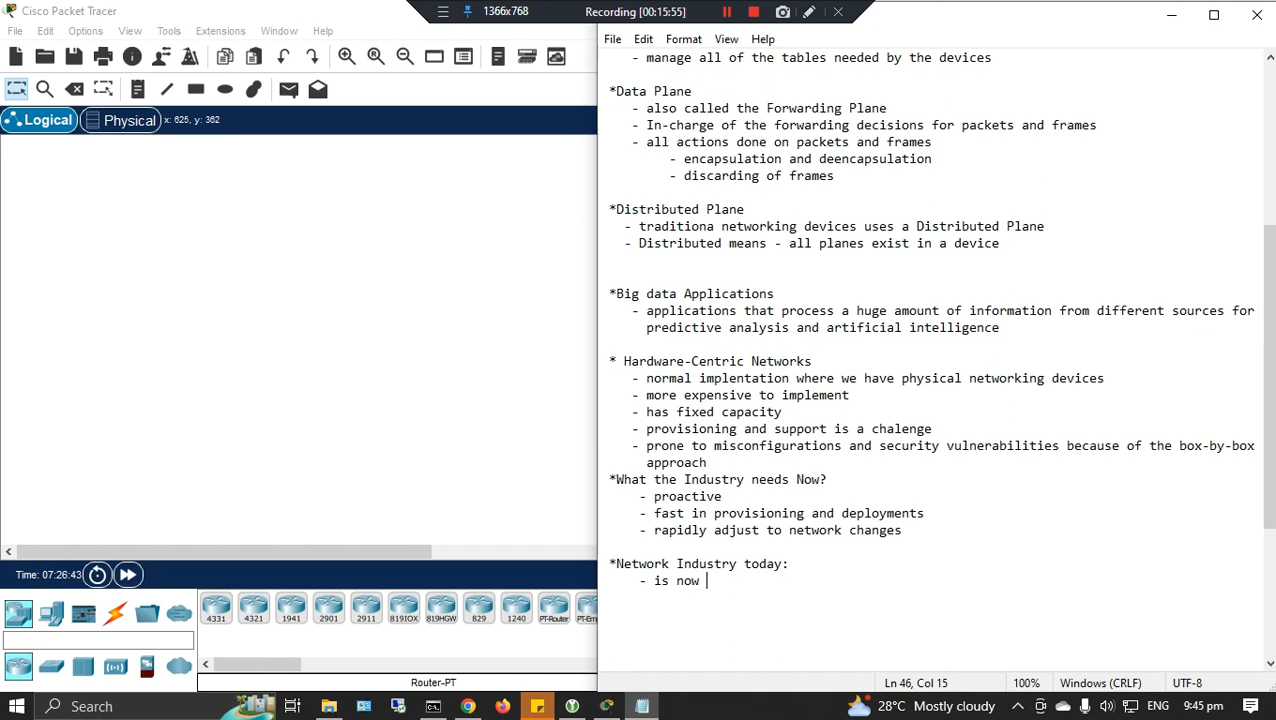 Cisco Packet Tracer
1366x768
Recording [00:15:55]
File Edit Options View Tools Extensions Window Help
File Edit Format View Help
Logical
Physical
x: 625, y: 362
- manage all of the tables needed by the devices
*Data Plane
- also called the Forwarding Plane
- In-charge of the forwarding decisions for packets and frames
- all actions done on packets and frames
- encapsulation and deencapsulation
- discarding of frames
*Distributed Plane
- traditiona networking devices uses a Distributed Plane
- Distributed means - all planes exist in a device
*Big data Applications
- applications that process a huge amount of information from different sources for
predictive analysis and artificial intelligence
* Hardware-Centric Networks
- normal implentation where we have physical networking devices
- more expensive to implement
- has fixed capacity
- provisioning and support is a chalenge
- prone to misconfigurations and security vulnerabilities because of the box-by-box
approach
*What the Industry needs Now?
- proactive
- fast in provisioning and deployments
- rapidly adjust to network changes
*Network Industry today:
- is now
Time: 07:26:43
4331 4321 1941 2901 2911 819IOX 819HGW 829 1240 PT-Router PT-Em
Router-PT
Ln 46, Col 15
100%
Windows (CRLF)
UTF-8
Search
28°C Mostly cloudy
ENG
9:45 pm